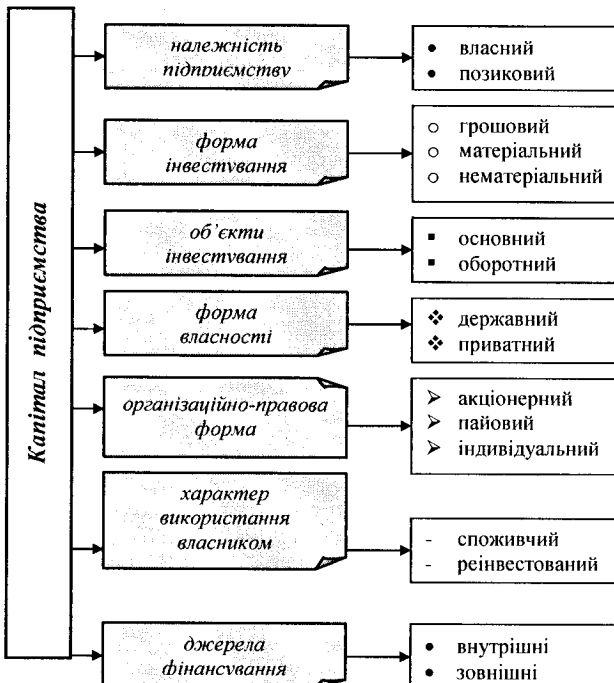 Капітал підприємства
належність
підприємству
• власний
• позиковий
форма
інвестування
○ грошовий
○ матеріальний
○ нематеріальний
об’єкти
інвестування
▪ основний
▪ оборотний
форма
власності
❖ державний
❖ приватний
організаційно-правова
форма
➢ акціонерний
➢ пайовий
➢ індивідуальний
характер
використання
власником
- споживчий
- реінвестований
джерела
фінансування
• внутрішні
• зовнішні